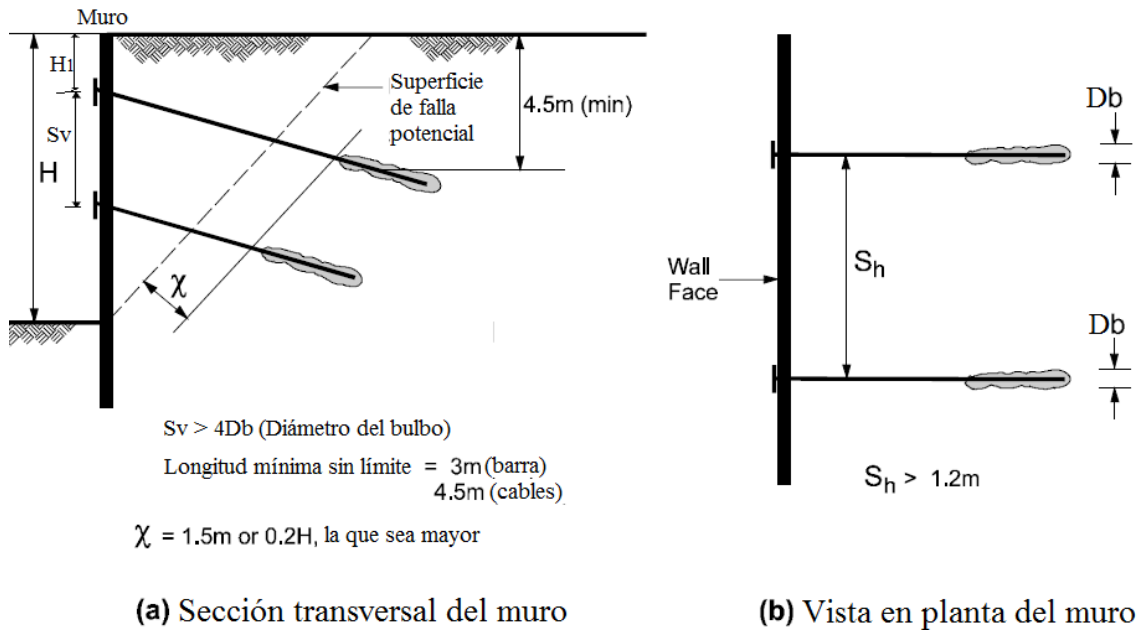 Muro
H1
Sv
H
Superficie
de falla
potencial
4.5m (min)
χ
Sv > 4Db (Diámetro del bulbo)
Longitud mínima sin límite = 3m (barra)
4.5m (cables)
χ = 1.5m or 0.2H, la que sea mayor
(a) Sección transversal del muro
Db
Wall
Face
Sh
Db
Sh > 1.2m
(b) Vista en planta del muro